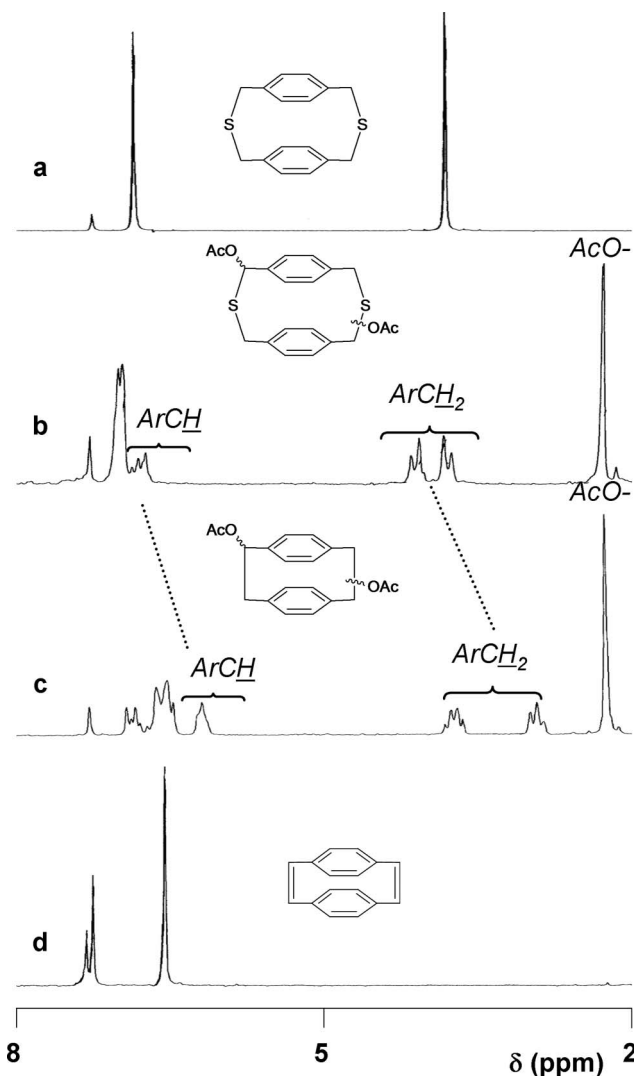 S S
a
AcO
S S
OAc
AcO-
b
ArCH
ArCH2
AcO-
AcO
OAc
c
ArCH
ArCH2
d
8 5 2
δ (ppm)